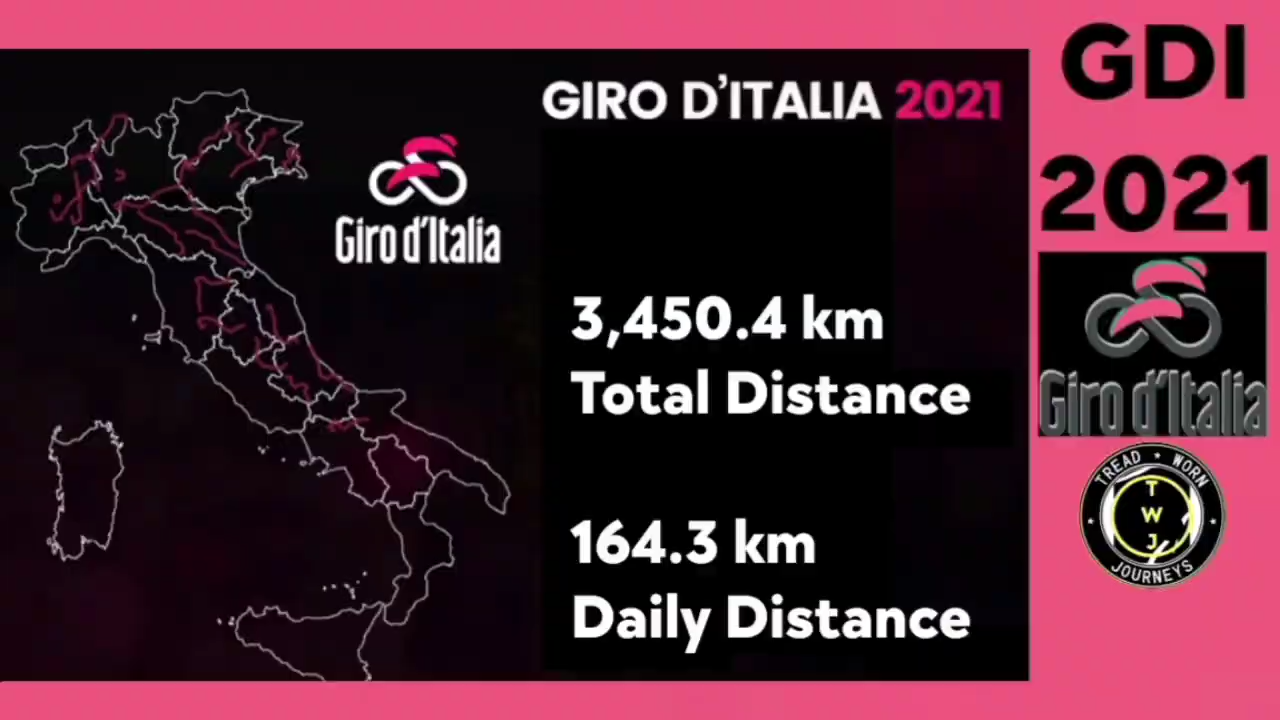 GIRO D’ITALIA 2021
Giro d'Italia
3,450.4 km
Total Distance
164.3 km
Daily Distance
GDI
2021
Giro d'Italia
TREAD ★ WORN
T
W
J
JOURNEYS